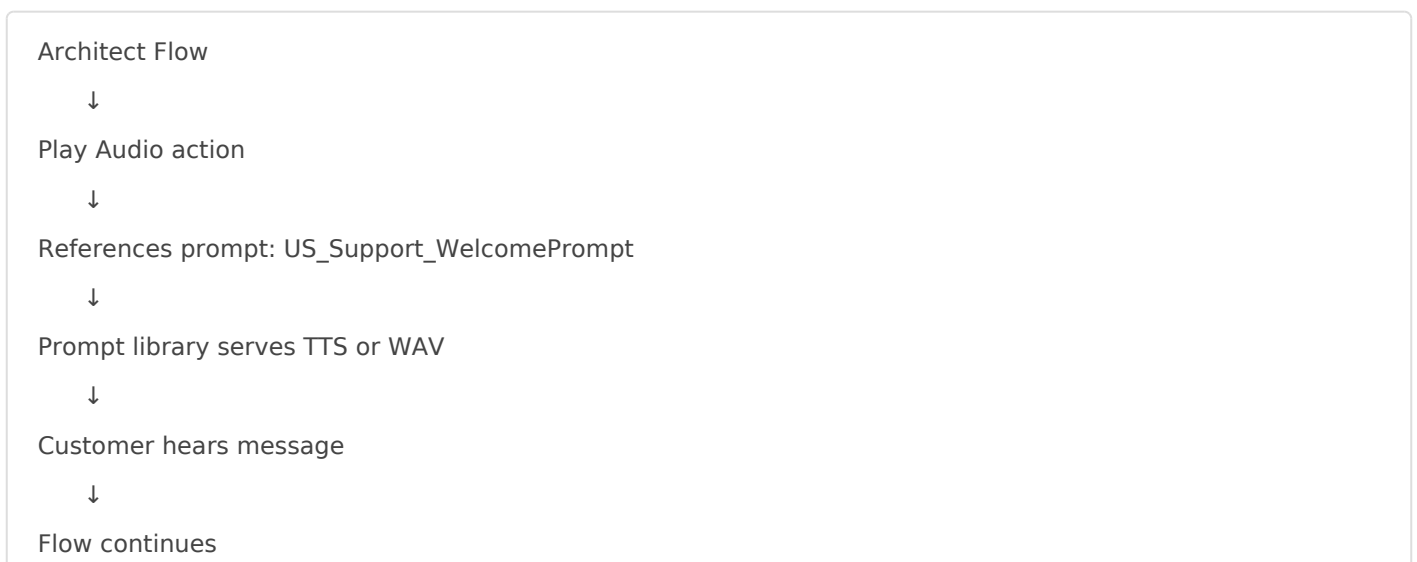 Architect Flow
↓
Play Audio action
↓
References prompt: US_Support_WelcomePrompt
↓
Prompt library serves TTS or WAV
↓
Customer hears message
↓
Flow continues